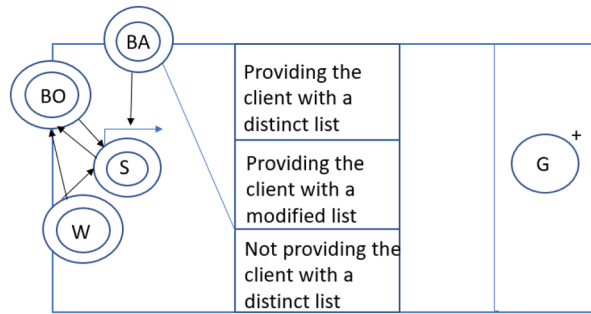 BA
BO
S
W
Providing the
client with a
distinct list
Providing the
client with a
modified list
Not providing the
client with a
distinct list
+
G